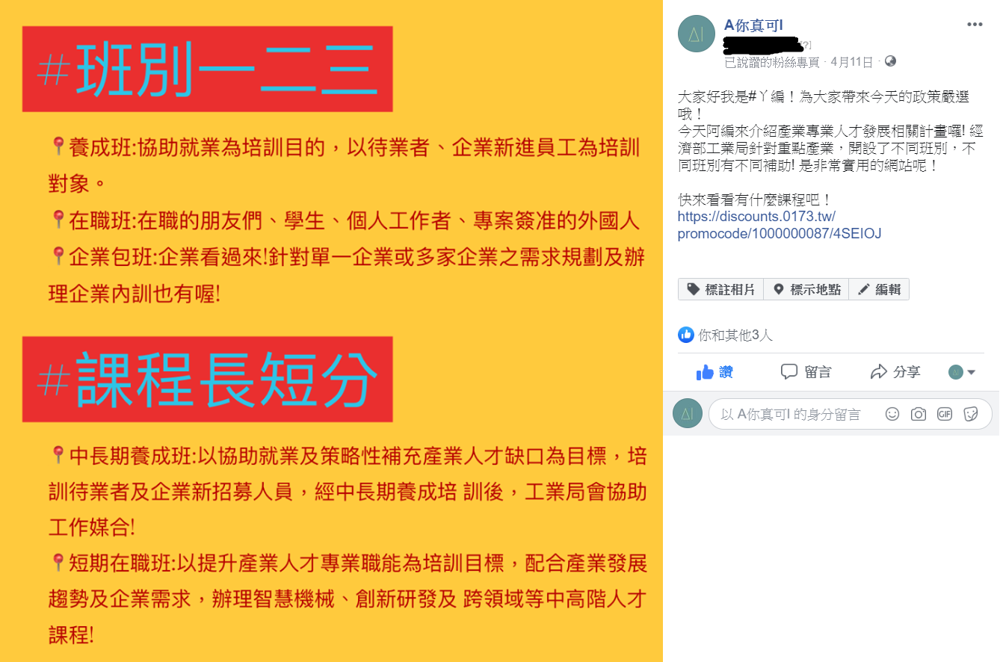 #班別一二三
📍養成班:協助就業為培訓目的，以待業者、企業新進員工為培訓
對象。
📍在職班:在職的朋友們、學生、個人工作者、專案簽准的外國人
📍企業包班:企業看過來!針對單一企業或多家企業之需求規劃及辦
理企業內訓也有喔!
#課程長短分
📍中長期養成班:以協助就業及策略性補充產業人才缺口為目標，培
訓待業者及企業新招募人員，經中長期養成培 訓後，工業局會協助
工作媒合!
📍短期在職班:以提升產業人才專業職能為培訓目標，配合產業發展
趨勢及企業需求，辦理智慧機械、創新研發及 跨領域等中高階人才
課程!
AI
A你真可I
[?]
已說讚的粉絲專頁 · 4月11日 ·
大家好我是#ㄚ編！為大家帶來今天的政策嚴選
哦！
今天阿編來介紹產業專業人才發展相關計畫囉! 經
濟部工業局針對重點產業，開設了不同班別，不
同班別有不同補助! 是非常實用的網站呢！
快來看看有什麼課程吧！
https://discounts.0173.tw/
promocode/1000000087/4SEIOJ
標註相片 標示地點 編輯
你和其他3人
讚 留言 分享 AI
AI 以 A你真可I 的身分留言 GIF